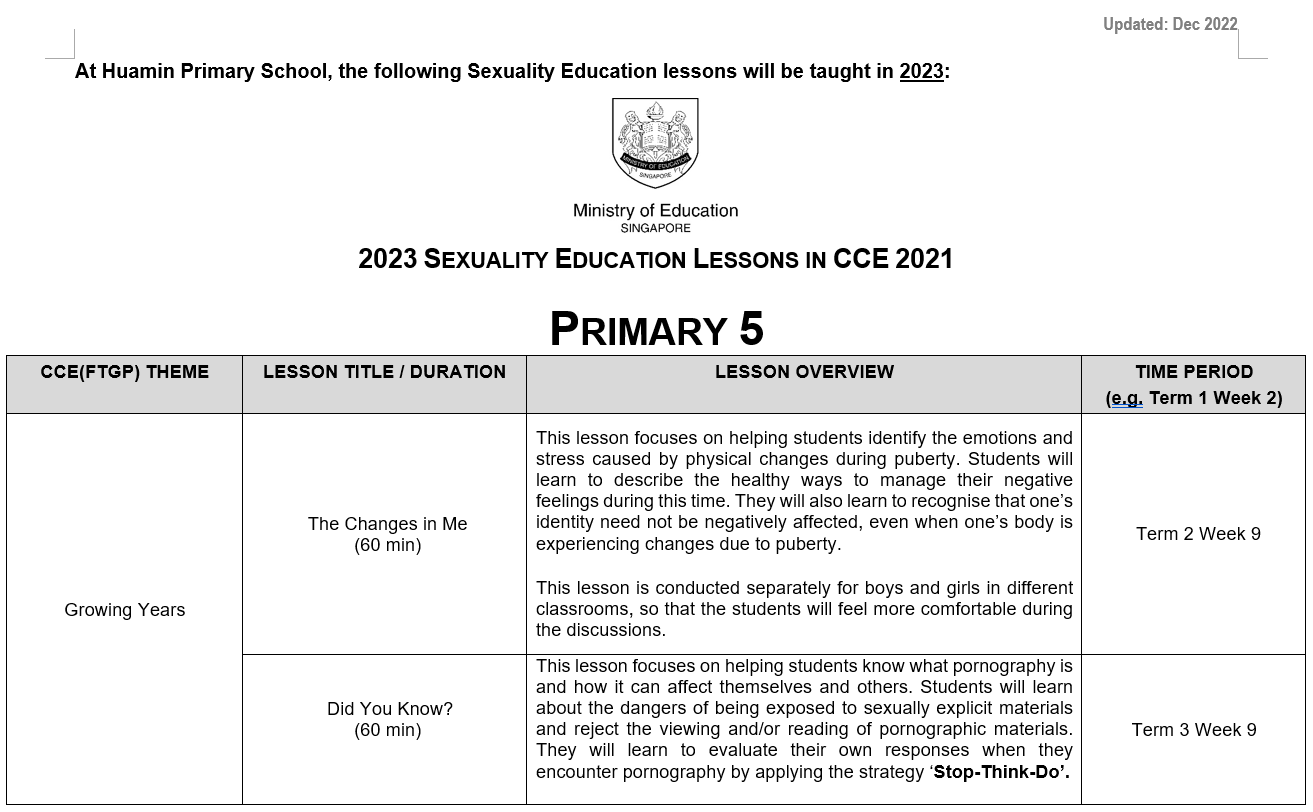 Updated: Dec 2022
At Huamin Primary School, the following Sexuality Education lessons will be taught in 2023:
MINISTRY OF EDUCATION
SINGAPORE
Ministry of Education
SINGAPORE
2023 SEXUALITY EDUCATION LESSONS IN CCE 2021
PRIMARY 5
CCE(FTGP) THEME
LESSON TITLE / DURATION
LESSON OVERVIEW
TIME PERIOD
(e.g. Term 1 Week 2)
Growing Years
The Changes in Me
(60 min)
This lesson focuses on helping students identify the emotions and
stress caused by physical changes during puberty. Students will
learn to describe the healthy ways to manage their negative
feelings during this time. They will also learn to recognise that one’s
identity need not be negatively affected, even when one’s body is
experiencing changes due to puberty.
This lesson is conducted separately for boys and girls in different
classrooms, so that the students will feel more comfortable during
the discussions.
Term 2 Week 9
Did You Know?
(60 min)
This lesson focuses on helping students know what pornography is
and how it can affect themselves and others. Students will learn
about the dangers of being exposed to sexually explicit materials
and reject the viewing and/or reading of pornographic materials.
They will learn to evaluate their own responses when they
encounter pornography by applying the strategy ‘Stop-Think-Do’.
Term 3 Week 9